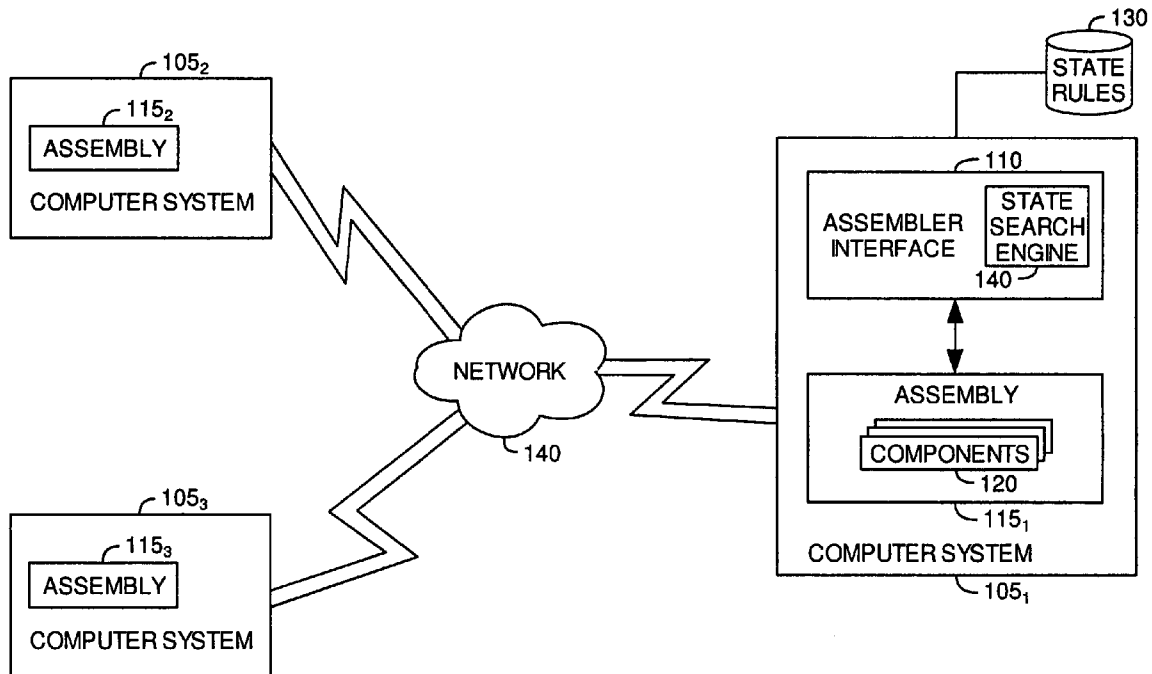 130
STATE
RULES
105₂
115₂
ASSEMBLY
COMPUTER SYSTEM
110
ASSEMBLER
INTERFACE
STATE
SEARCH
ENGINE
140
NETWORK
140
ASSEMBLY
COMPONENTS
120
115₁
COMPUTER SYSTEM
105₁
105₃
115₃
ASSEMBLY
COMPUTER SYSTEM